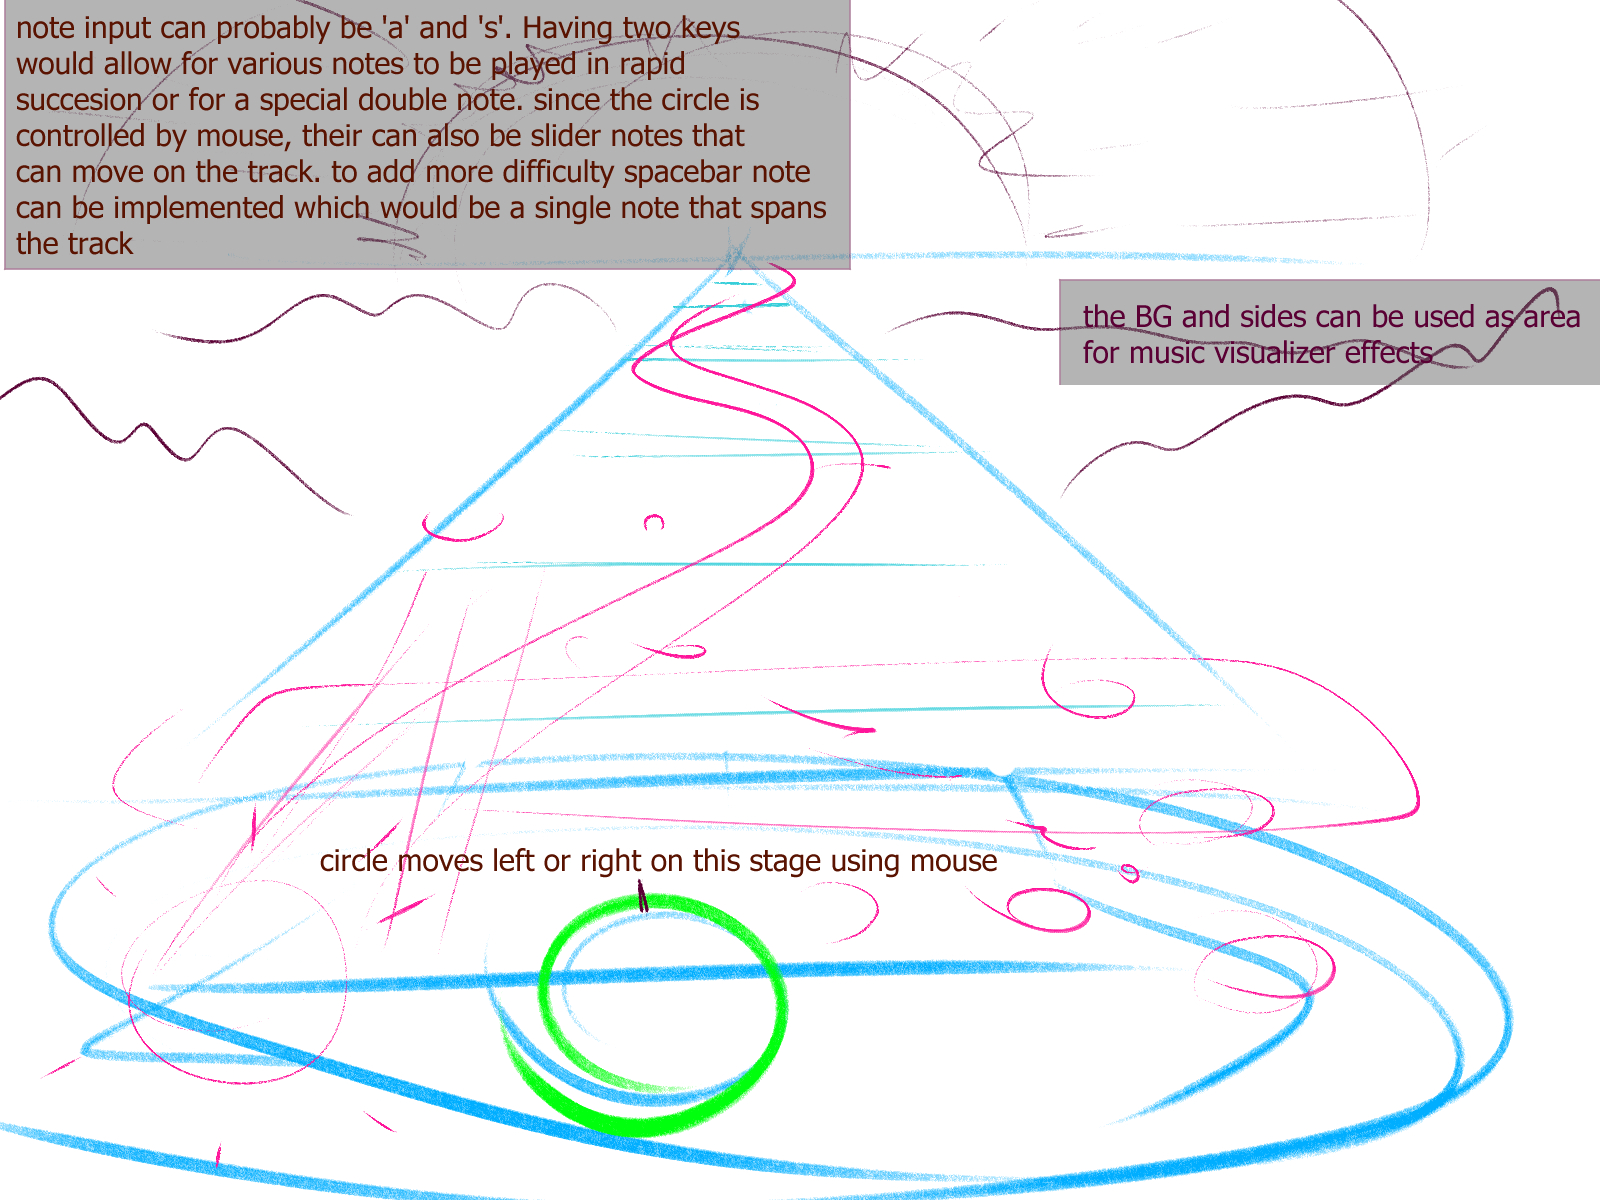 note input can probably be 'a' and 's'. Having two keys
would allow for various notes to be played in rapid
succesion or for a special double note. since the circle is
controlled by mouse, their can also be slider notes that
can move on the track. to add more difficulty spacebar note
can be implemented which would be a single note that spans
the track
the BG and sides can be used as area
for music visualizer effects
circle moves left or right on this stage using mouse